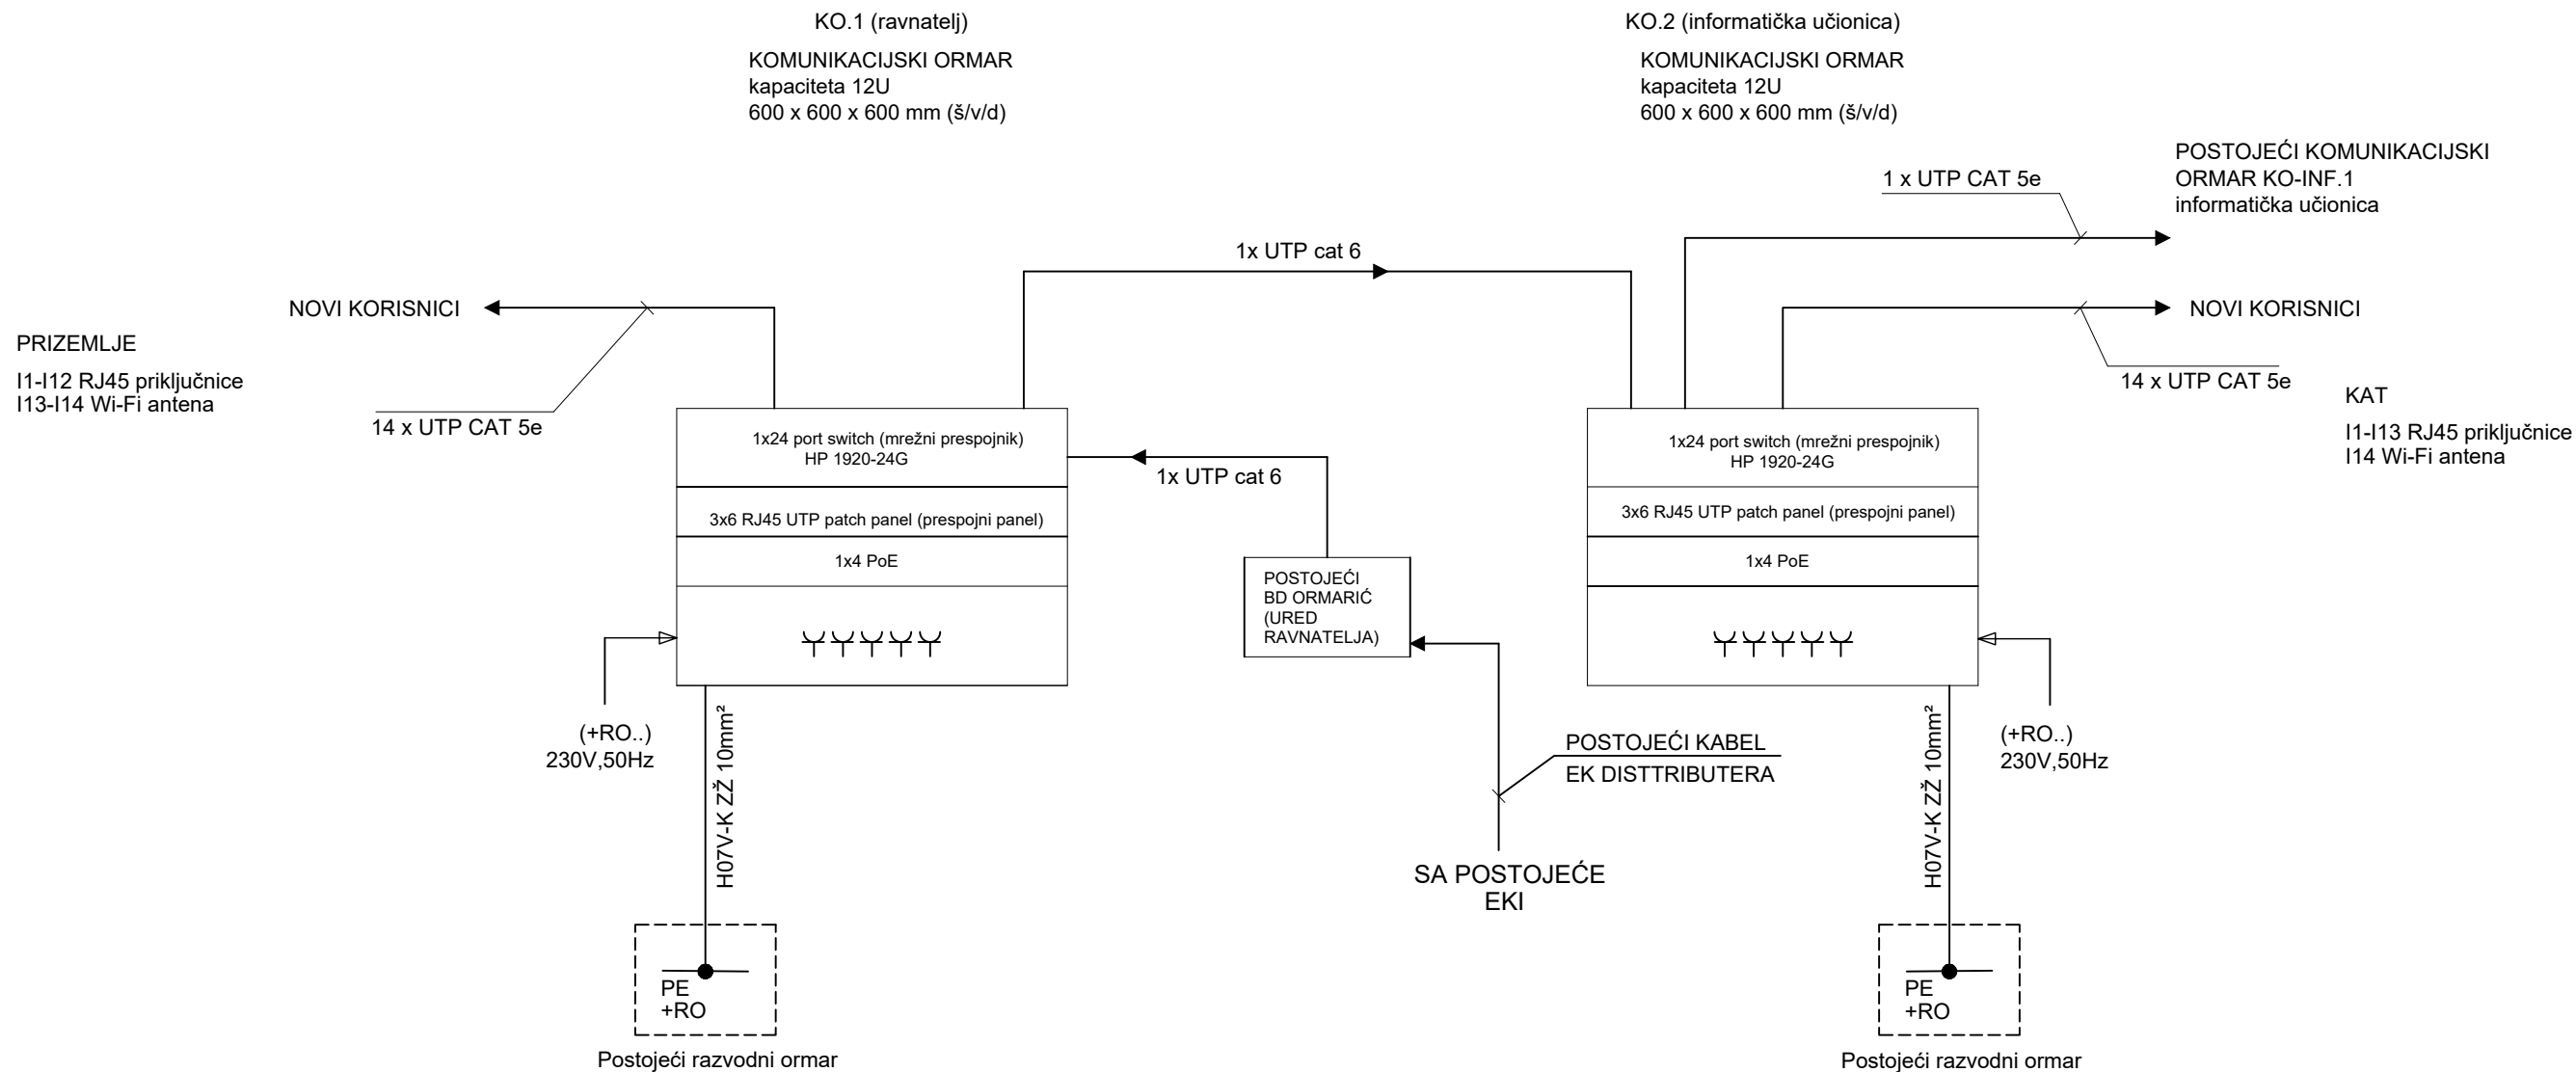 KO.1 (ravnatelj)
KOMUNIKACIJSKI ORMAR
kapaciteta 12U
600 x 600 x 600 mm (š/v/d)
KO.2 (informatička učionica)
KOMUNIKACIJSKI ORMAR
kapaciteta 12U
600 x 600 x 600 mm (š/v/d)
POSTOJEĆI KOMUNIKACIJSKI
ORMAR KO-INF.1
informatička učionica
1 x UTP CAT 5e
1x UTP cat 6
NOVI KORISNICI
NOVI KORISNICI
PRIZEMLJE
I1-I12 RJ45 priključnice
I13-I14 Wi-Fi antena
14 x UTP CAT 5e
14 x UTP CAT 5e
KAT
I1-I13 RJ45 priključnice
I14 Wi-Fi antena
1x24 port switch (mrežni prespojnik)
HP 1920-24G
3x6 RJ45 UTP patch panel (prespojni panel)
1x4 PoE
1x UTP cat 6
1x24 port switch (mrežni prespojnik)
HP 1920-24G
3x6 RJ45 UTP patch panel (prespojni panel)
1x4 PoE
POSTOJEĆI
BD ORMARIĆ
(URED
RAVNATELJA)
(+RO..)
230V,50Hz
H07V-K ZŽ 10mm²
POSTOJEĆI KABEL
EK DISTTRIBUTERA
SA POSTOJEĆE
EKI
H07V-K ZŽ 10mm²
(+RO..)
230V,50Hz
PE
+RO
Postojeći razvodni ormar
PE
+RO
Postojeći razvodni ormar